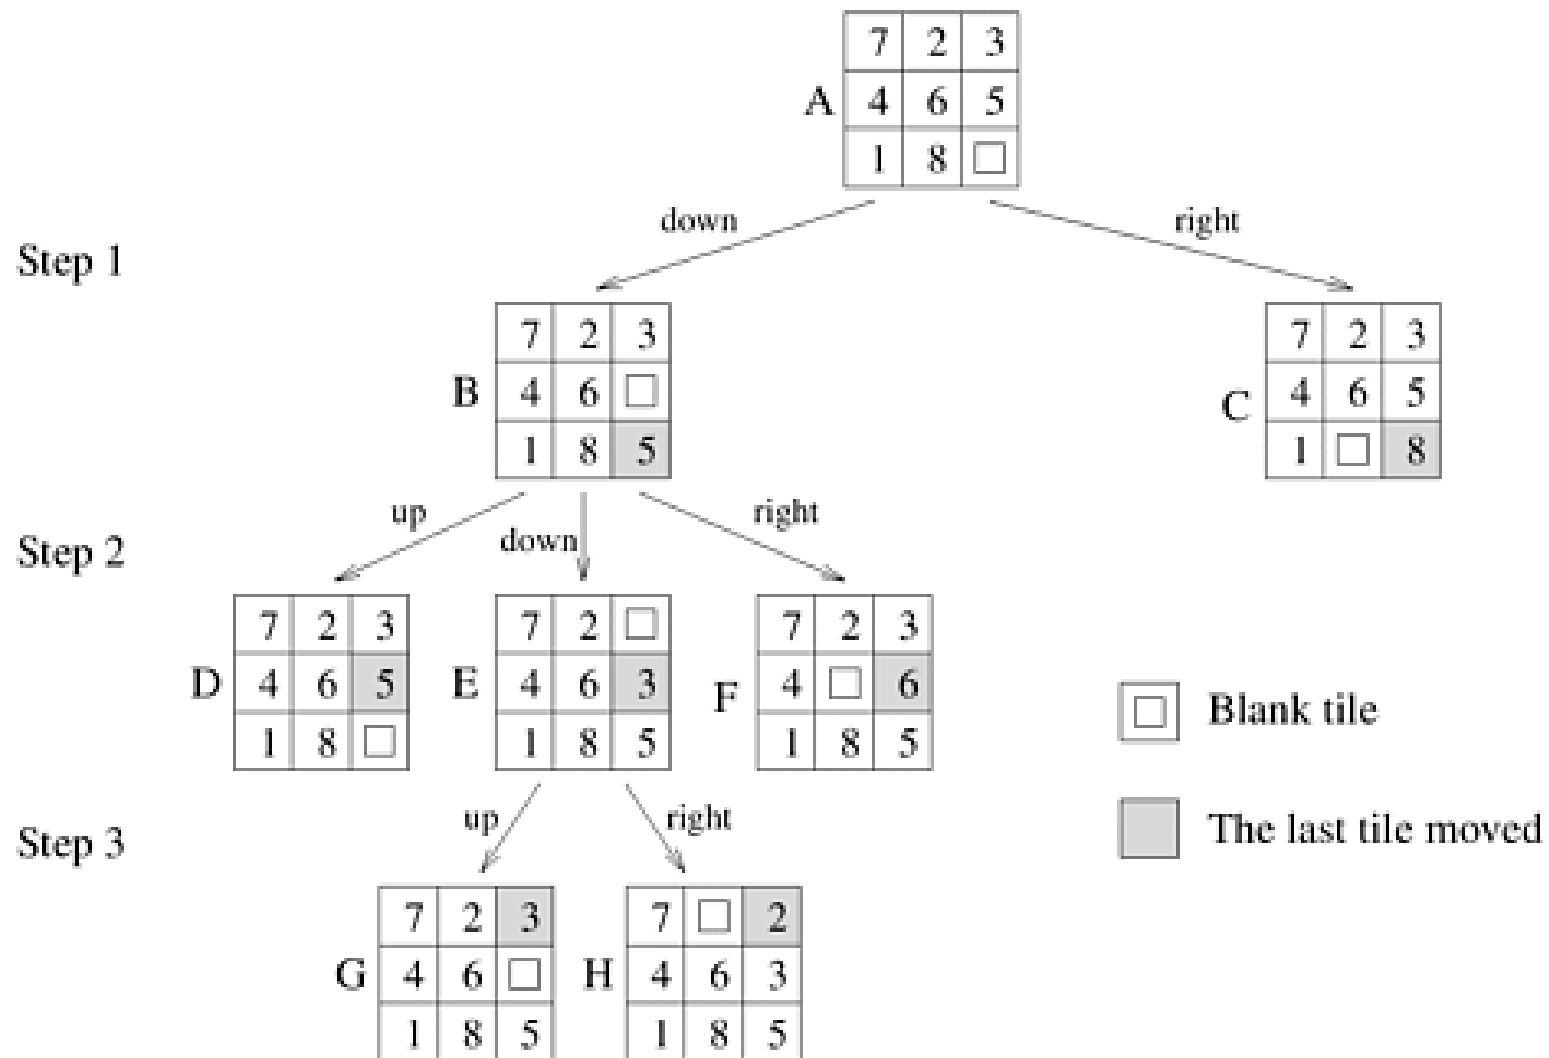 7 2 3
A 4 6 5
1 8
down right
Step 1
7 2 3
B 4 6
1 8 5
7 2 3
C 4 6 5
1 8
up down right
Step 2
7 2 3
D 4 6 5
1 8
7 2
E 4 6 3
1 8 5
7 2 3
F 4 6
1 8 5
Blank tile
The last tile moved
up right
Step 3
7 2 3
G 4 6
1 8 5
7 2
H 4 6 3
1 8 5